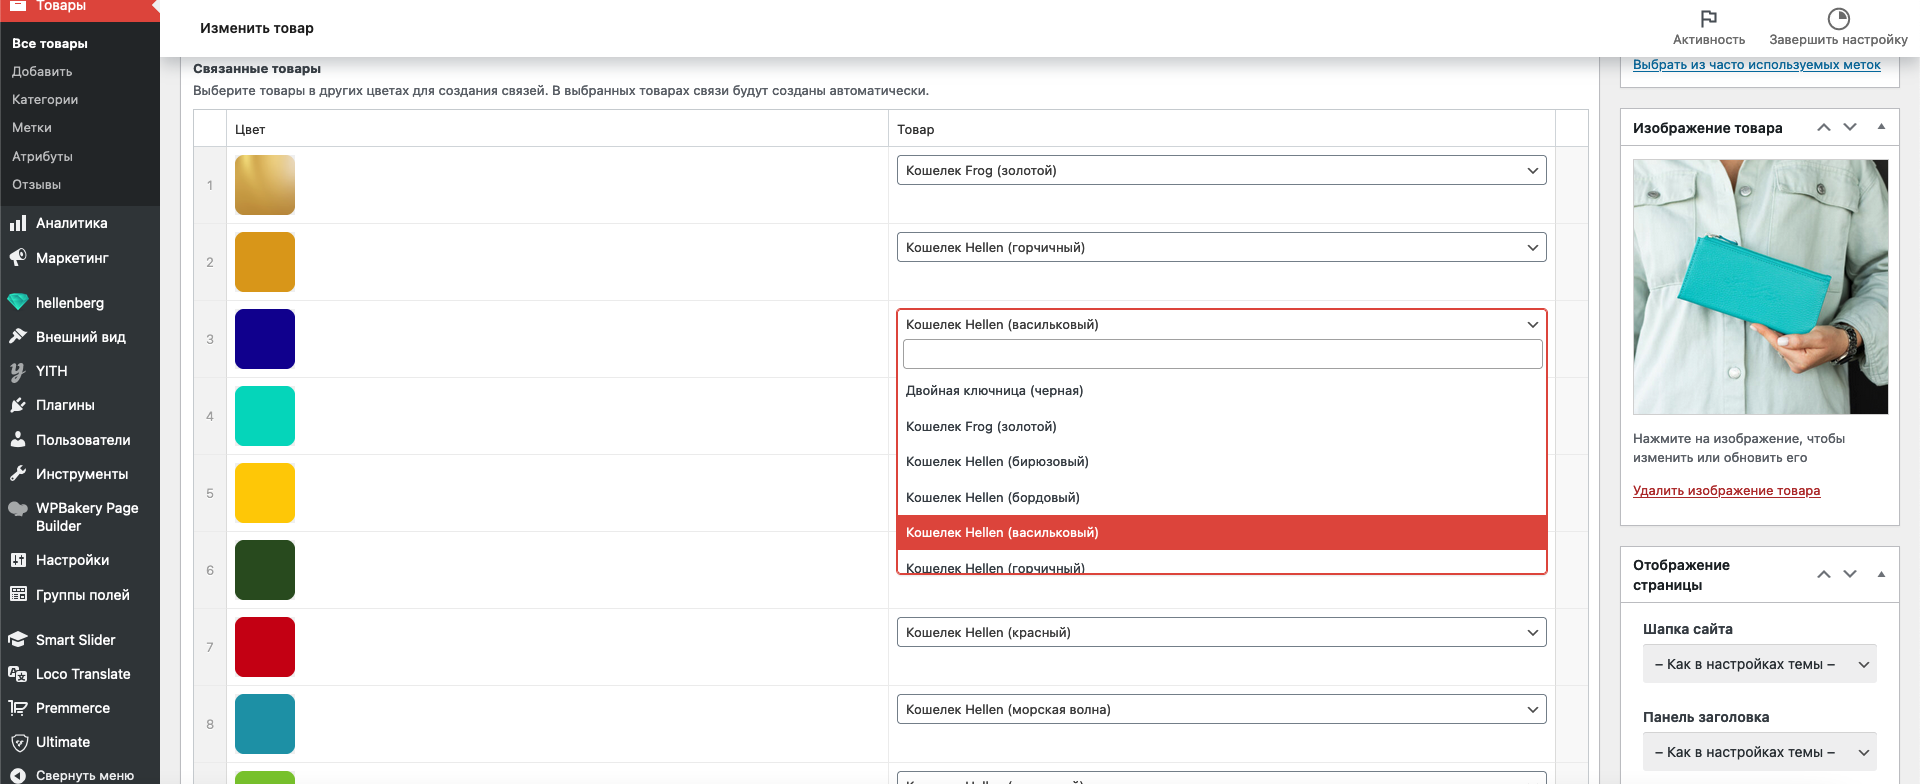 Товары
Изменить товар
Активность
Завершить настройку
Все товары
Добавить
Категории
Метки
Атрибуты
Отзывы
Аналитика
Маркетинг
hellenberg
Внешний вид
YITH
Плагины
Пользователи
Инструменты
WPBakery Page
Builder
Настройки
Группы полей
Smart Slider
Loco Translate
Premmerce
Ultimate
Свернуть меню
Связанные товары
Выберите товары в других цветах для создания связей. В выбранных товарах связи будут созданы автоматически.
Цвет
Товар
1
Кошелек Frog (золотой)
2
Кошелек Hellen (горчичный)
3
Кошелек Hellen (васильковый)
Двойная ключница (черная)
4
Кошелек Frog (золотой)
Кошелек Hellen (бирюзовый)
5
Кошелек Hellen (бордовый)
Кошелек Hellen (васильковый)
6
Кошелек Hellen (горчичный)
7
Кошелек Hellen (красный)
8
Кошелек Hellen (морская волна)
Выбрать из часто используемых меток
Изображение товара
Нажмите на изображение, чтобы
изменить или обновить его
Удалить изображение товара
Отображение
страницы
Шапка сайта
– Как в настройках темы –
Панель заголовка
– Как в настройках темы –